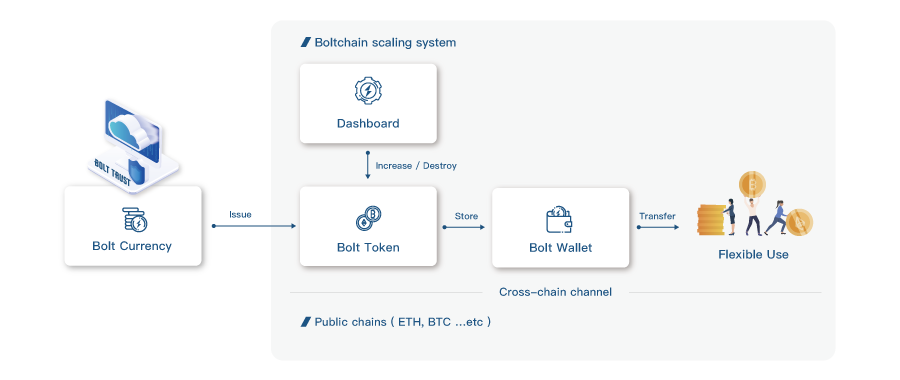 Boltchain scaling system
Dashboard
Increase / Destroy
BOLT TRUST
Bolt Currency
Issue
Bolt Token
Store
Bolt Wallet
Transfer
Flexible Use
Cross-chain channel
Public chains ( ETH, BTC ...etc )